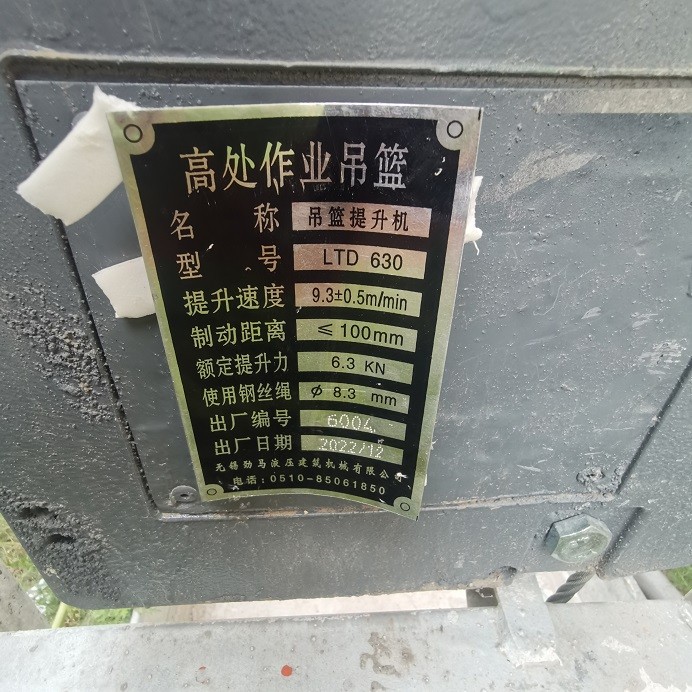 高处作业吊篮
名 称 吊篮提升机
型 号 LTD 630
提升速度 9.3±0.5m/min
制动距离 ≤ 100mm
额定提升力 6.3 KN
使用钢丝绳 ϕ 8.3 mm
出厂编号 6004
出厂日期 2022/12
无锡劲马液压建筑机械有限公司
电话:0510-85061850